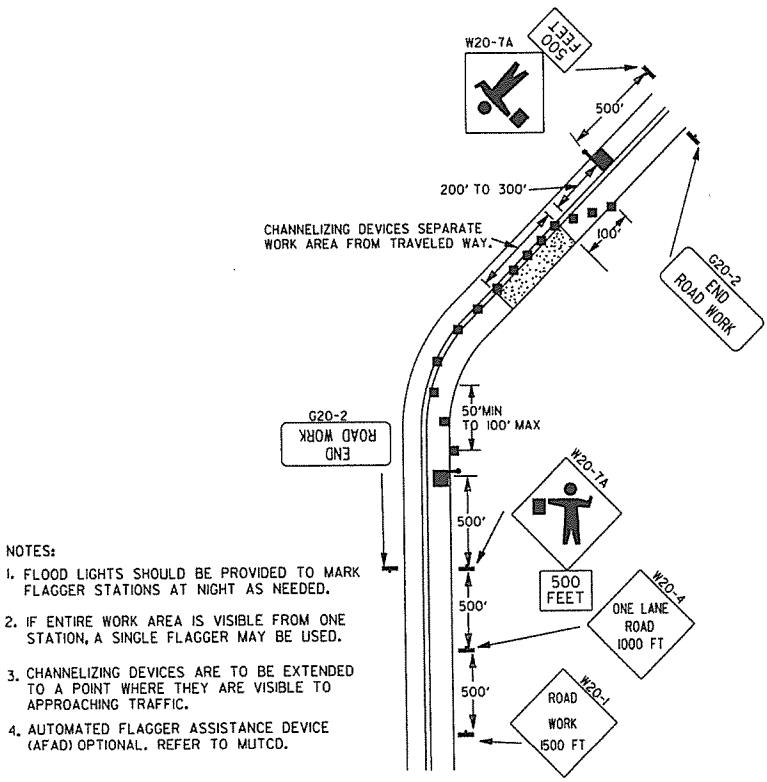 W20-7A
500
FEET
500'
200' TO 300'
CHANNELIZING DEVICES SEPARATE
WORK AREA FROM TRAVELED WAY.
100'
G20-2
END
ROAD WORK
50'MIN
TO 100' MAX
G20-2
END
ROAD WORK
W20-7A
500'
500
FEET
500'
W20-4
ONE LANE
ROAD
1000 FT
500'
W20-1
ROAD
WORK
1500 FT
NOTES:
1. FLOOD LIGHTS SHOULD BE PROVIDED TO MARK
FLAGGER STATIONS AT NIGHT AS NEEDED.
2. IF ENTIRE WORK AREA IS VISIBLE FROM ONE
STATION, A SINGLE FLAGGER MAY BE USED.
3. CHANNELIZING DEVICES ARE TO BE EXTENDED
TO A POINT WHERE THEY ARE VISIBLE TO
APPROACHING TRAFFIC.
4. AUTOMATED FLAGGER ASSISTANCE DEVICE
(AFAD) OPTIONAL. REFER TO MUTCD.